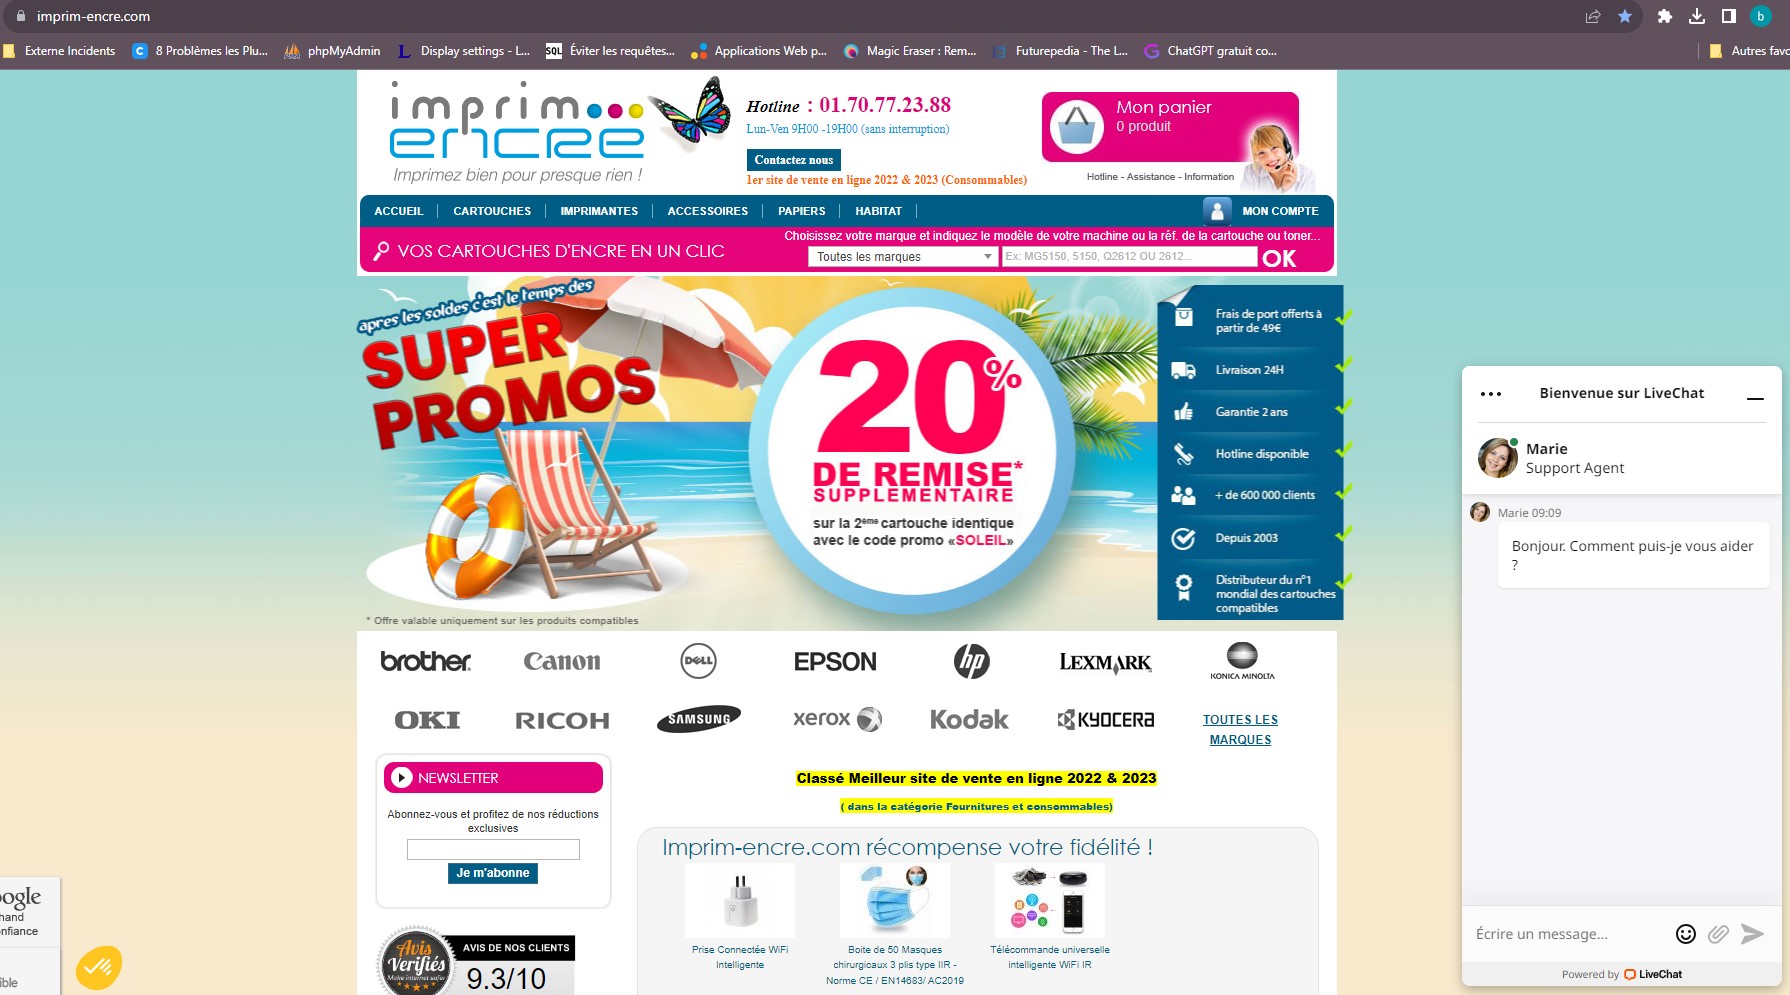 imprim-encre.com
b
Externe Incidents
8 Problèmes les Plu...
phpMyAdmin
Display settings - L...
SQL
Éviter les requêtes...
Applications Web p...
Magic Eraser : Rem...
Futurepedia - The L...
ChatGPT gratuit co...
Autres favo
imprim
encre
Imprimez bien pour presque rien !
Hotline : 01.70.77.23.88
Lun-Ven 9H00 -19H00 (sans interruption)
Contactez nous
1er site de vente en ligne 2022 & 2023 (Consommables)
Mon panier
0 produit
Hotline - Assistance - Information
ACCUEIL
CARTOUCHES
IMPRIMANTES
ACCESSOIRES
PAPIERS
HABITAT
MON COMPTE
VOS CARTOUCHES D'ENCRE EN UN CLIC
Choisissez votre marque et indiquez le modèle de votre machine ou la réf. de la cartouche ou toner...
Toutes les marques
Ex: MG5150, 5150, Q2612 OU 2612...
OK
apres les soldes c'est le temps des
SUPER
PROMOS
20%
DE REMISE*
SUPPLEMENTAIRE
sur la 2ème cartouche identique
avec le code promo «SOLEIL»
* Offre valable uniquement sur les produits compatibles
Frais de port offerts à
partir de 49€
Livraison 24H
Garantie 2 ans
Hotline disponible
+ de 600 000 clients
Depuis 2003
Distributeur du n°1
mondial des cartouches
compatibles
brother
Canon
DELL
EPSON
hp
LEXMARK
KONICA MINOLTA
OKI
RICOH
SAMSUNG
xerox
Kodak
KYOCERA
TOUTES LES
MARQUES
NEWSLETTER
Abonnez-vous et profitez de nos réductions
exclusives
Je m'abonne
Avis
Vérifiés
AVIS DE NOS CLIENTS
9.3/10
Classé Meilleur site de vente en ligne 2022 & 2023
( dans la catégorie Fournitures et consommables)
Imprim-encre.com récompense votre fidélité !
Prise Connectée WiFi
Intelligente
Boite de 50 Masques
chirurgicaux 3 plis type IIR -
Norme CE / EN14683/ AC2019
Télécommande universelle
intelligente WiFi IR
oogle
hand
onfiance
ible
Bienvenue sur LiveChat
Marie
Support Agent
Marie 09:09
Bonjour. Comment puis-je vous aider
?
Écrire un message...
Powered by LiveChat